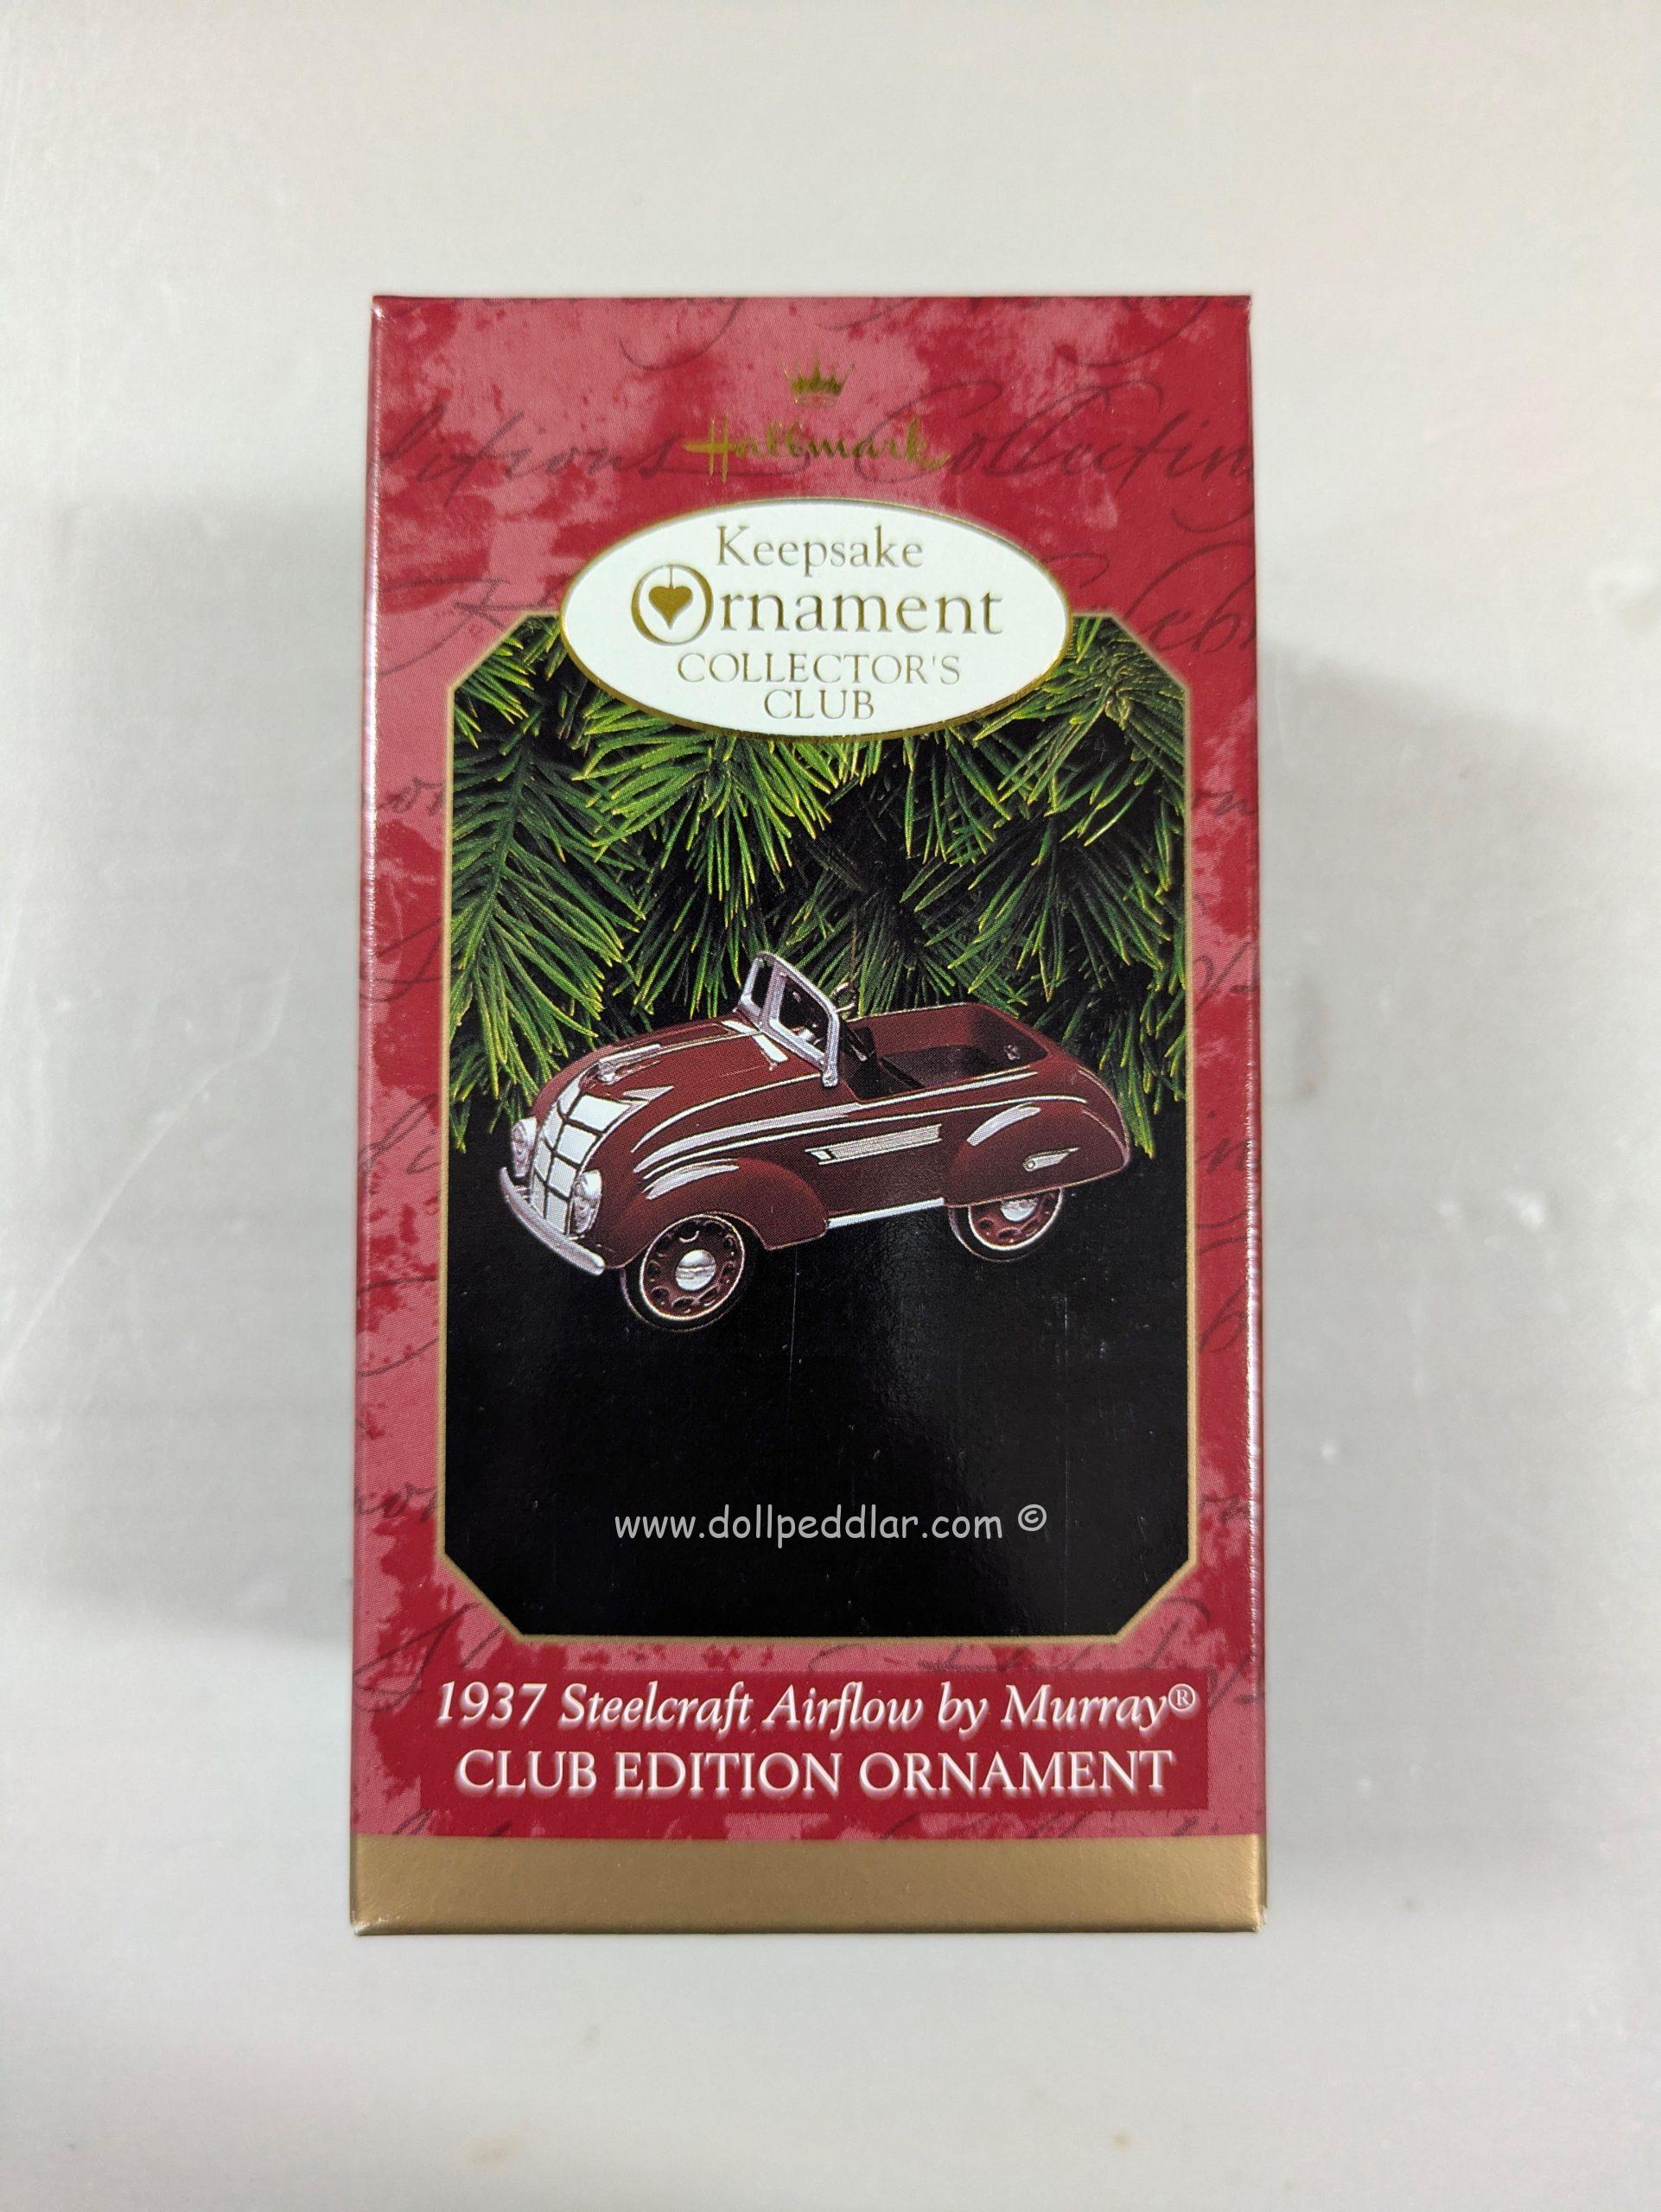 Hallmark
Keepsake
Ornament
COLLECTOR'S
CLUB
www.dollpeddlar.com ©
1937 Steelcraft Airflow by Murray®
CLUB EDITION ORNAMENT